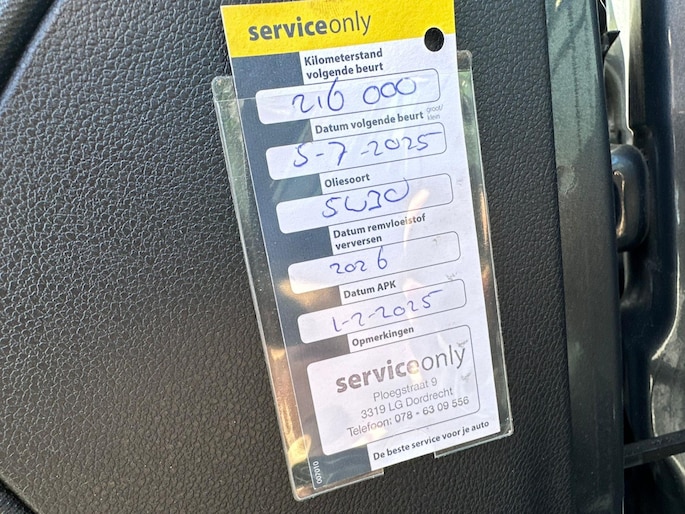 serviceonly
Kilometerstand
volgende beurt
216 000
Datum volgende beurt groot/
klein
5-7-2025
Oliesoort
5W30
Datum remvloeistof
verversen
2026
Datum APK
1-2-2025
Opmerkingen
serviceonly
Ploegstraat 9
3319 LG Dordrecht
Telefoon: 078 - 63 09 556
De beste service voor je auto